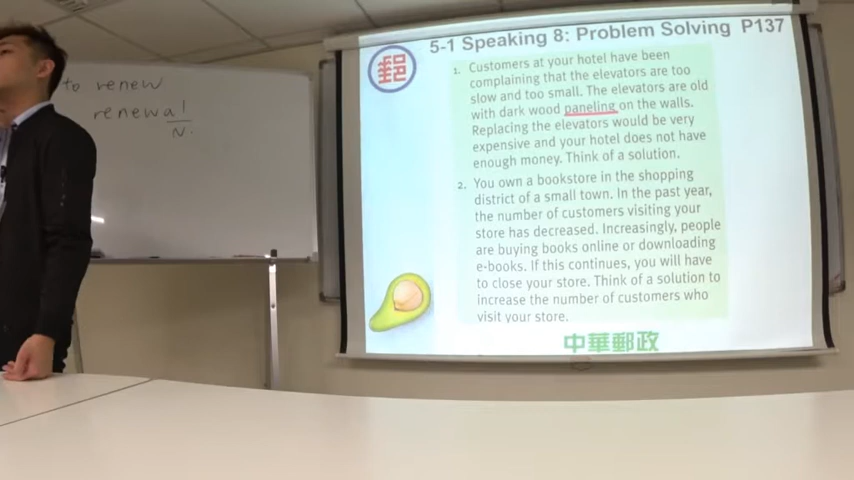 to renew
renewal
N.
郵
5-1 Speaking 8: Problem Solving P137
1. Customers at your hotel have been
complaining that the elevators are too
slow and too small. The elevators are old
with dark wood paneling on the walls.
Replacing the elevators would be very
expensive and your hotel does not have
enough money. Think of a solution.
2. You own a bookstore in the shopping
district of a small town. In the past year,
the number of customers visiting your
store has decreased. Increasingly, people
are buying books online or downloading
e-books. If this continues, you will have
to close your store. Think of a solution to
increase the number of customers who
visit your store.
中華郵政